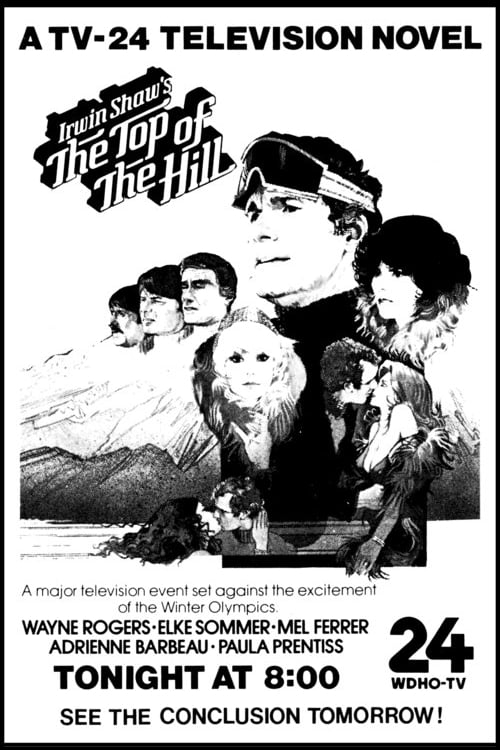 A TV-24 TELEVISION NOVEL
Irwin Shaw's
The Top of
The Hill
A major television event set against the excitement
of the Winter Olympics.
WAYNE ROGERS • ELKE SOMMER • MEL FERRER
ADRIENNE BARBEAU • PAULA PRENTISS
TONIGHT AT 8:00
SEE THE CONCLUSION TOMORROW!
24
WDHO-TV